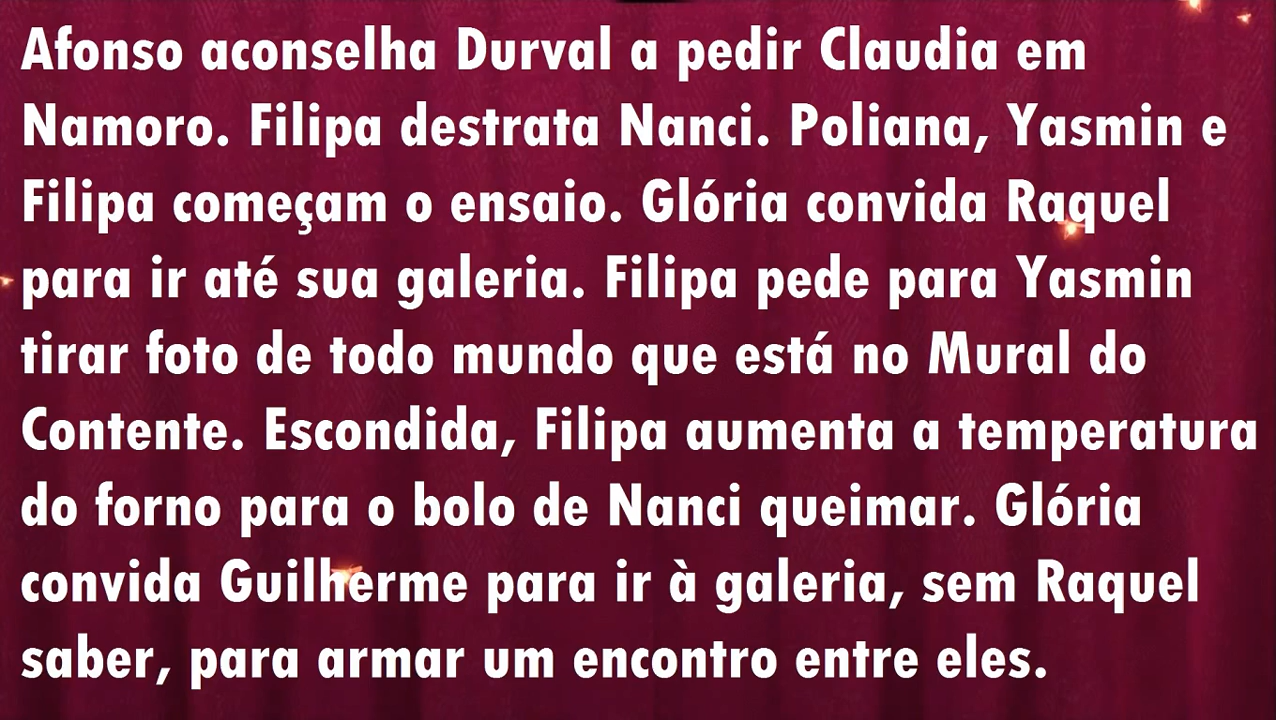 Afonso aconselha Durval a pedir Claudia em
Namoro. Filipa destrata Nanci. Poliana, Yasmin e
Filipa começam o ensaio. Glória convida Raquel
para ir até sua galeria. Filipa pede para Yasmin
tirar foto de todo mundo que está no Mural do
Contente. Escondida, Filipa aumenta a temperatura
do forno para o bolo de Nanci queimar. Glória
convida Guilherme para ir à galeria, sem Raquel
saber, para armar um encontro entre eles.